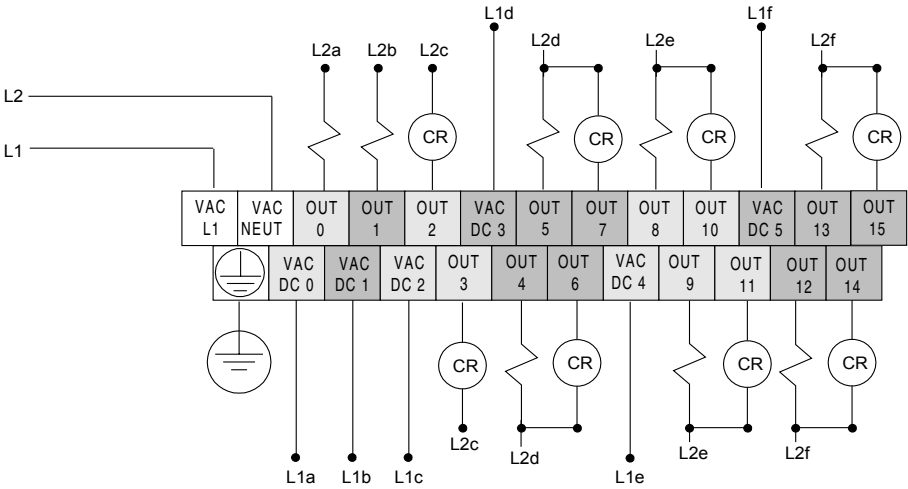 L1d
L1f
L2a
L2b
L2c
L2d
L2e
L2f
L2
L1
CR
CR
CR
CR
VAC
L1
VAC
NEUT
OUT
0
OUT
1
OUT
2
VAC
DC 3
OUT
5
OUT
7
OUT
8
OUT
10
VAC
DC 5
OUT
13
OUT
15
VAC
DC 0
VAC
DC 1
VAC
DC 2
OUT
3
OUT
4
OUT
6
VAC
DC 4
OUT
9
OUT
11
OUT
12
OUT
14
CR
CR
CR
CR
L2c
L2d
L2e
L2f
L1a
L1b
L1c
L1e